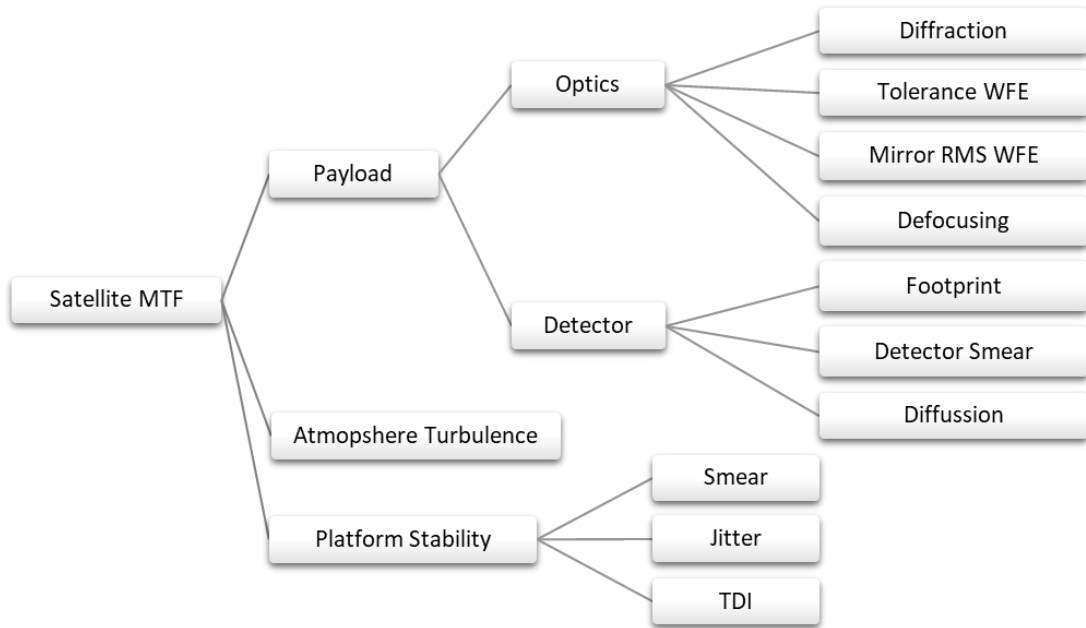 Diffraction
Optics
Tolerance WFE
Payload
Mirror RMS WFE
Defocusing
Satellite MTF
Footprint
Detector
Detector Smear
Diffussion
Atmopshere Turbulence
Smear
Platform Stability
Jitter
TDI